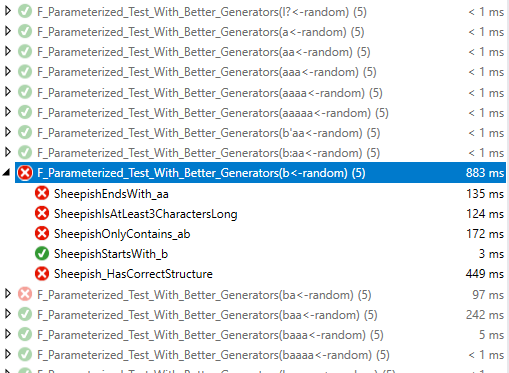 F_Parameterized_Test_With_Better_Generators(l?<-random) (5) < 1 ms
F_Parameterized_Test_With_Better_Generators(a<-random) (5) < 1 ms
F_Parameterized_Test_With_Better_Generators(aa<-random) (5) < 1 ms
F_Parameterized_Test_With_Better_Generators(aaa<-random) (5) < 1 ms
F_Parameterized_Test_With_Better_Generators(aaaa<-random) (5) < 1 ms
F_Parameterized_Test_With_Better_Generators(aaaaa<-random) (5) < 1 ms
F_Parameterized_Test_With_Better_Generators(b'aa<-random) (5) < 1 ms
F_Parameterized_Test_With_Better_Generators(b:aa<-random) (5) < 1 ms
F_Parameterized_Test_With_Better_Generators(b<-random) (5) 883 ms
SheepishEndsWith_aa 135 ms
SheepishIsAtLeast3CharactersLong 124 ms
SheepishOnlyContains_ab 172 ms
SheepishStartsWith_b 3 ms
Sheepish_HasCorrectStructure 449 ms
F_Parameterized_Test_With_Better_Generators(ba<-random) (5) 97 ms
F_Parameterized_Test_With_Better_Generators(baa<-random) (5) 242 ms
F_Parameterized_Test_With_Better_Generators(baaa<-random) (5) 5 ms
F_Parameterized_Test_With_Better_Generators(baaaa<-random) (5) < 1 ms